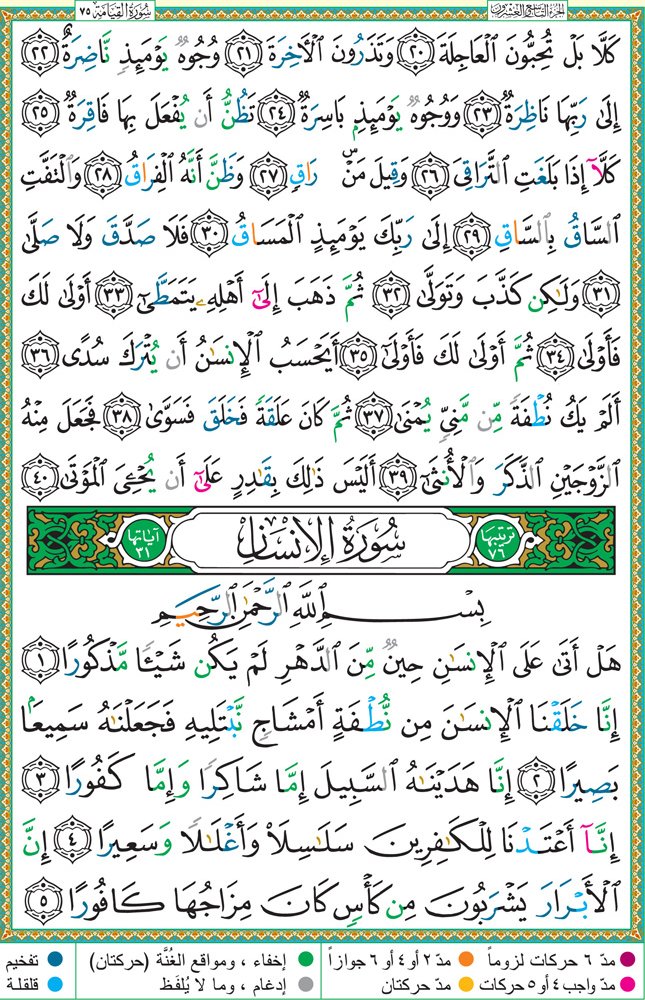 الجزء التاسع والعشرون
سورة القيامة ٧٥
كَلَّا بَلْ تُحِبُّونَ ٱلْعَاجِلَةَ ٢٠ وَتَذَرُونَ ٱلْـَٔاخِرَةَ ٢١ وُجُوهٌ يَوْمَئِذٍ نَّاضِرَةٌ ٢٢
إِلَىٰ رَبِّهَا نَاظِرَةٌ ٢٣ وَوُجُوهٌ يَوْمَئِذٍۭ بَاسِرَةٌ ٢٤ تَظُنُّ أَن يُفْعَلَ بِهَا فَاقِرَةٌ ٢٥
كَلَّآ إِذَا بَلَغَتِ ٱلتَّرَاقِىَ ٢٦ وَقِيلَ مَنْ ۜ رَاقٍ ٢٧ وَظَنَّ أَنَّهُ ٱلْفِرَاقُ ٢٨ وَٱلْتَفَّتِ
ٱلسَّاقُ بِٱلسَّاقِ ٢٩ إِلَىٰ رَبِّكَ يَوْمَئِذٍ ٱلْمَسَاقُ ٣٠ فَلَا صَدَّقَ وَلَا صَلَّىٰ
٣١ وَلَـٰكِن كَذَّبَ وَتَوَلَّىٰ ٣٢ ثُمَّ ذَهَبَ إِلَىٰٓ أَهْلِهِۦ يَتَمَطَّىٰٓ ٣٣ أَوْلَىٰ لَكَ
فَأَوْلَىٰ ٣٤ ثُمَّ أَوْلَىٰ لَكَ فَأَوْلَىٰٓ ٣٥ أَيَحْسَبُ ٱلْإِنسَـٰنُ أَن يُتْرَكَ سُدًى ٣٦
أَلَمْ يَكُ نُطْفَةً مِّن مَّنِىٍّ يُمْنَىٰ ٣٧ ثُمَّ كَانَ عَلَقَةً فَخَلَقَ فَسَوَّىٰ ٣٨ فَجَعَلَ مِنْهُ
ٱلزَّوْجَيْنِ ٱلذَّكَرَ وَٱلْأُنثَىٰٓ ٣٩ أَلَيْسَ ذَٰلِكَ بِقَـٰدِرٍ عَلَىٰٓ أَن يُحْـِۧىَ ٱلْمَوْتَىٰ ٤٠
ترتيبها ٧٦ سُورَةُ الإِنسَانِ آياتها ٣١
بِسْمِ ٱللَّهِ ٱلرَّحْمَـٰنِ ٱلرَّحِيمِ
هَلْ أَتَىٰ عَلَى ٱلْإِنسَـٰنِ حِينٌ مِّنَ ٱلدَّهْرِ لَمْ يَكُن شَيْـًٔا مَّذْكُورًا ١
إِنَّا خَلَقْنَا ٱلْإِنسَـٰنَ مِن نُّطْفَةٍ أَمْشَاجٍ نَّبْتَلِيهِ فَجَعَلْنَـٰهُ سَمِيعًۢا
بَصِيرًا ٢ إِنَّا هَدَيْنَـٰهُ ٱلسَّبِيلَ إِمَّا شَاكِرًا وَإِمَّا كَفُورًا ٣
إِنَّآ أَعْتَدْنَا لِلْكَـٰفِرِينَ سَلَـٰسِلَا۟ وَأَغْلَـٰلًا وَسَعِيرًا ٤ إِنَّ
ٱلْأَبْرَارَ يَشْرَبُونَ مِن كَأْسٍ كَانَ مِزَاجُهَا كَافُورًا ٥
مدّ ٦ حركات لزوماً مدّ ٢ أو ٤ أو ٦ جوازاً إخفاء ، ومواقع الغُنَّة (حركتان) تفخيم
مدّ واجب ٤ أو ٥ حركات مدّ حركتان إدغام ، وما لا يُلفَظ قلقلة